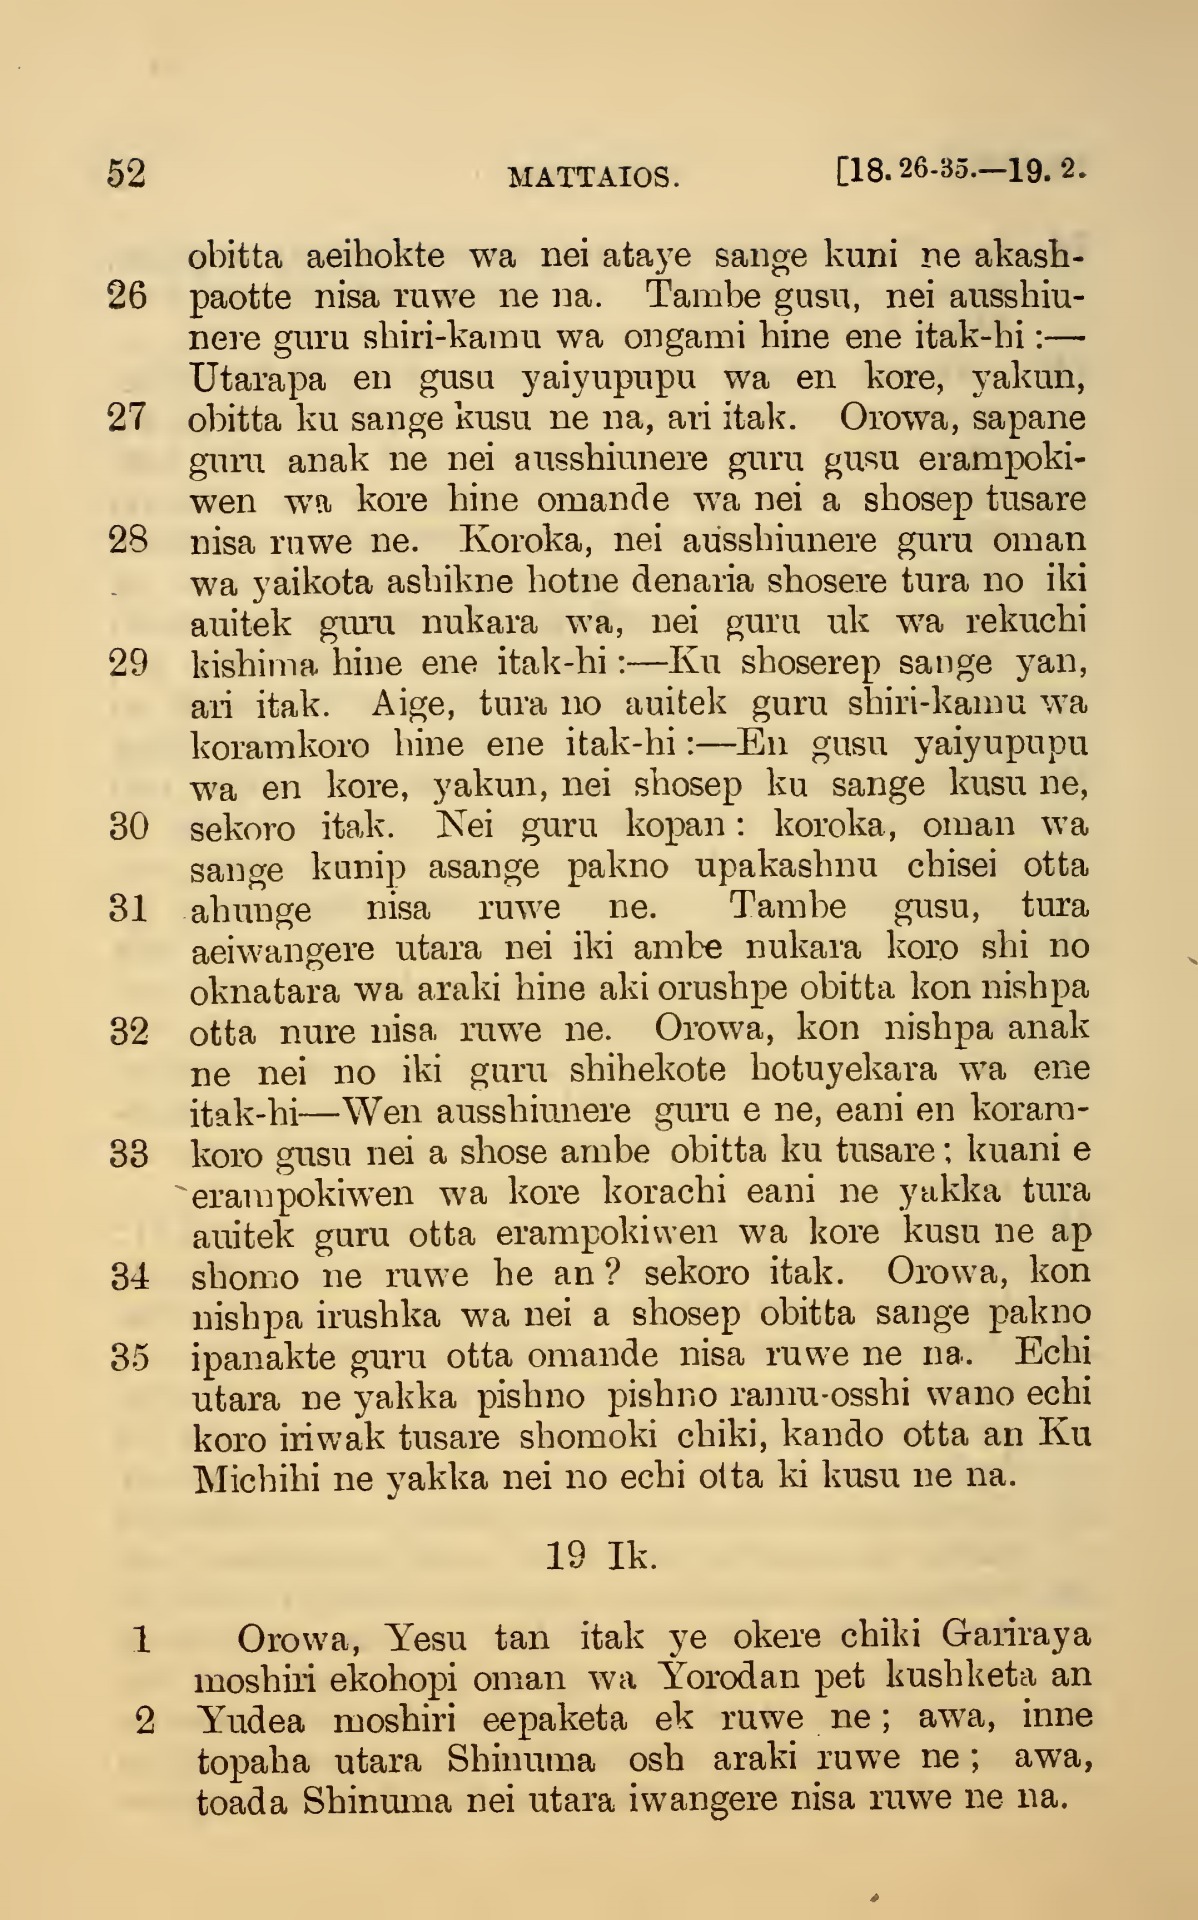 52 MATTAIOS. [18. 26-35.—19. 2.
obitta aeihokte wa nei ataye sange kuni ne akash-
26 paotte nisa ruwe ne na. Tambe gusu, nei ausshiu-
nere guru shiri-kamu wa ongami hine ene itak-hi :—
Utarapa en gusu yaiyupupu wa en kore, yakun,
27 obitta ku sange kusu ne na, ari itak. Orowa, sapane
guru anak ne nei ausshiunere guru gusu erampoki-
wen wa kore hine omande wa nei a shosep tusare
28 nisa ruwe ne. Koroka, nei ausshiunere guru oman
wa yaikota ashikne hotne denaria shosere tura no iki
auitek guru nukara wa, nei guru uk wa rekuchi
29 kishima hine ene itak-hi :—Ku shoserep sange yan,
ari itak. Aige, tura no auitek guru shiri-kamu wa
koramkoro hine ene itak-hi :—En gusu yaiyupupu
wa en kore, yakun, nei shosep ku sange kusu ne,
30 sekoro itak. Nei guru kopan : koroka, oman wa
sange kunip asange pakno upakashnu chisei otta
31 ahunge nisa ruwe ne. Tambe gusu, tura
aeiwangere utara nei iki ambe nukara koro shi no
oknatara wa araki hine aki orushpe obitta kon nishpa
32 otta nure nisa ruwe ne. Orowa, kon nishpa anak
ne nei no iki guru shihekote hotuyekara wa ene
itak-hi—Wen ausshiunere guru e ne, eani en koram-
33 koro gusu nei a shose ambe obitta ku tusare ; kuani e
erampokiwen wa kore korachi eani ne yakka tura
auitek guru otta erampokiwen wa kore kusu ne ap
34 shomo ne ruwe he an ? sekoro itak. Orowa, kon
nishpa irushka wa nei a shosep obitta sange pakno
35 ipanakte guru otta omande nisa ruwe ne na. Echi
utara ne yakka pishno pishno ramu-osshi wano echi
koro iriwak tusare shomoki chiki, kando otta an Ku
Michihi ne yakka nei no echi otta ki kusu ne na.
19 Ik.
1 Orowa, Yesu tan itak ye okere chiki Gariraya
moshiri ekohopi oman wa Yorodan pet kushketa an
2 Yudea moshiri eepaketa ek ruwe ne ; awa, inne
topaha utara Shinuma osh araki ruwe ne ; awa,
toada Shinuma nei utara iwangere nisa ruwe ne na.